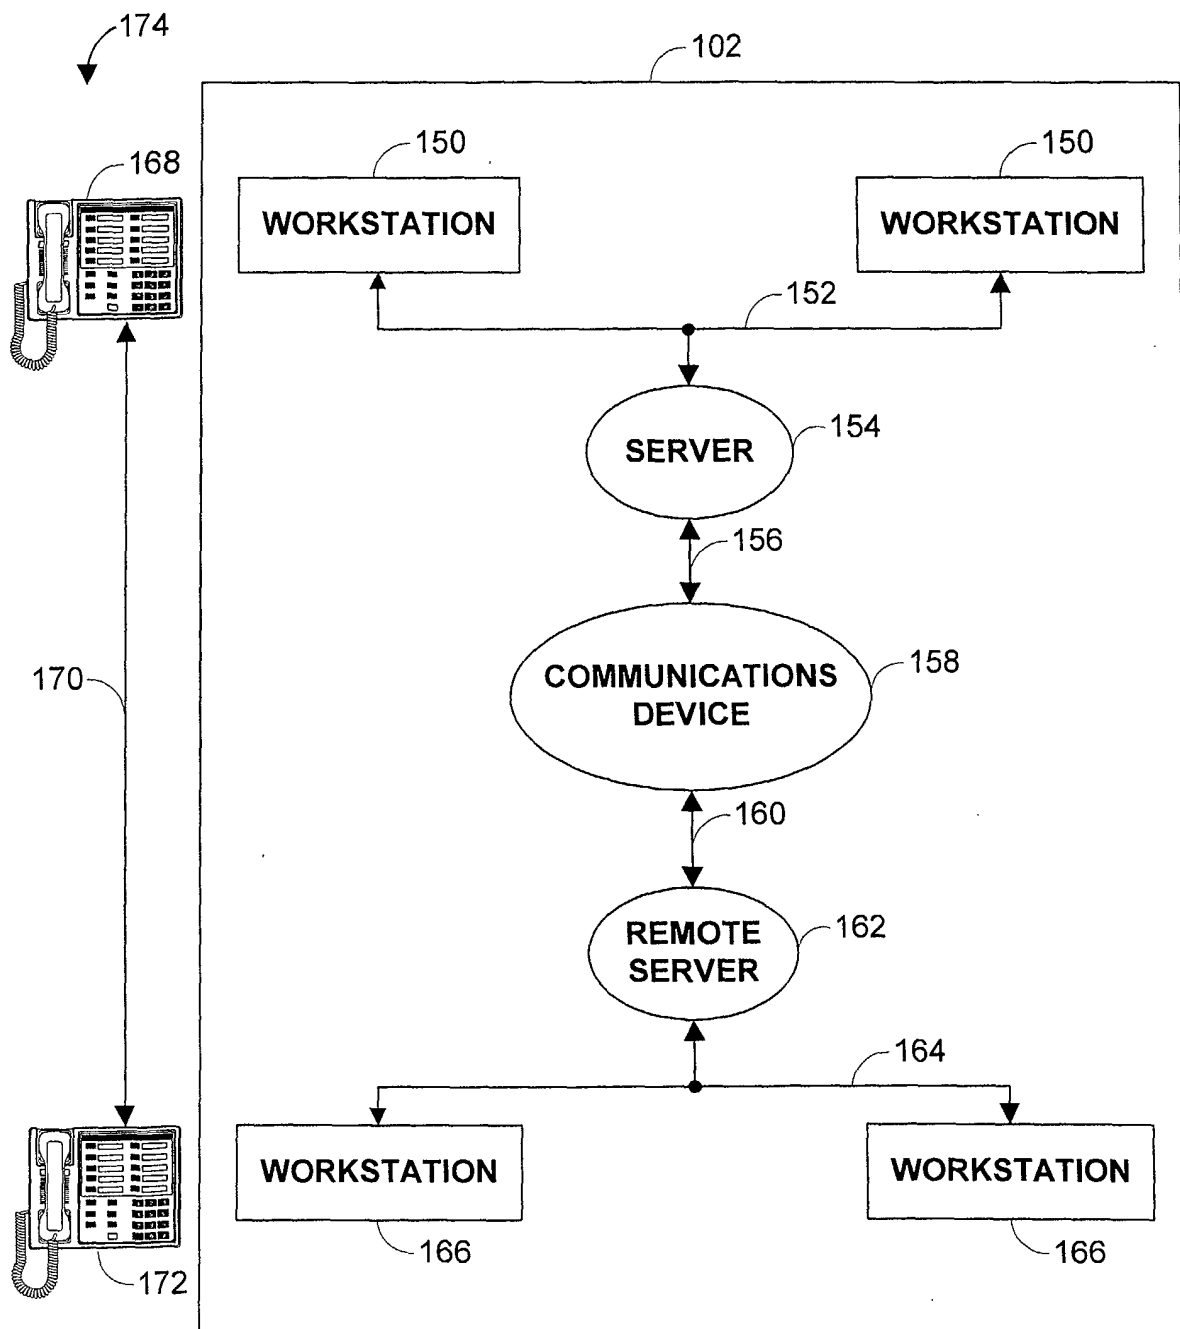 174
102
168
150
150
WORKSTATION
WORKSTATION
152
SERVER
154
156
COMMUNICATIONS
DEVICE
158
170
160
REMOTE
SERVER
162
164
WORKSTATION
WORKSTATION
166
166
172